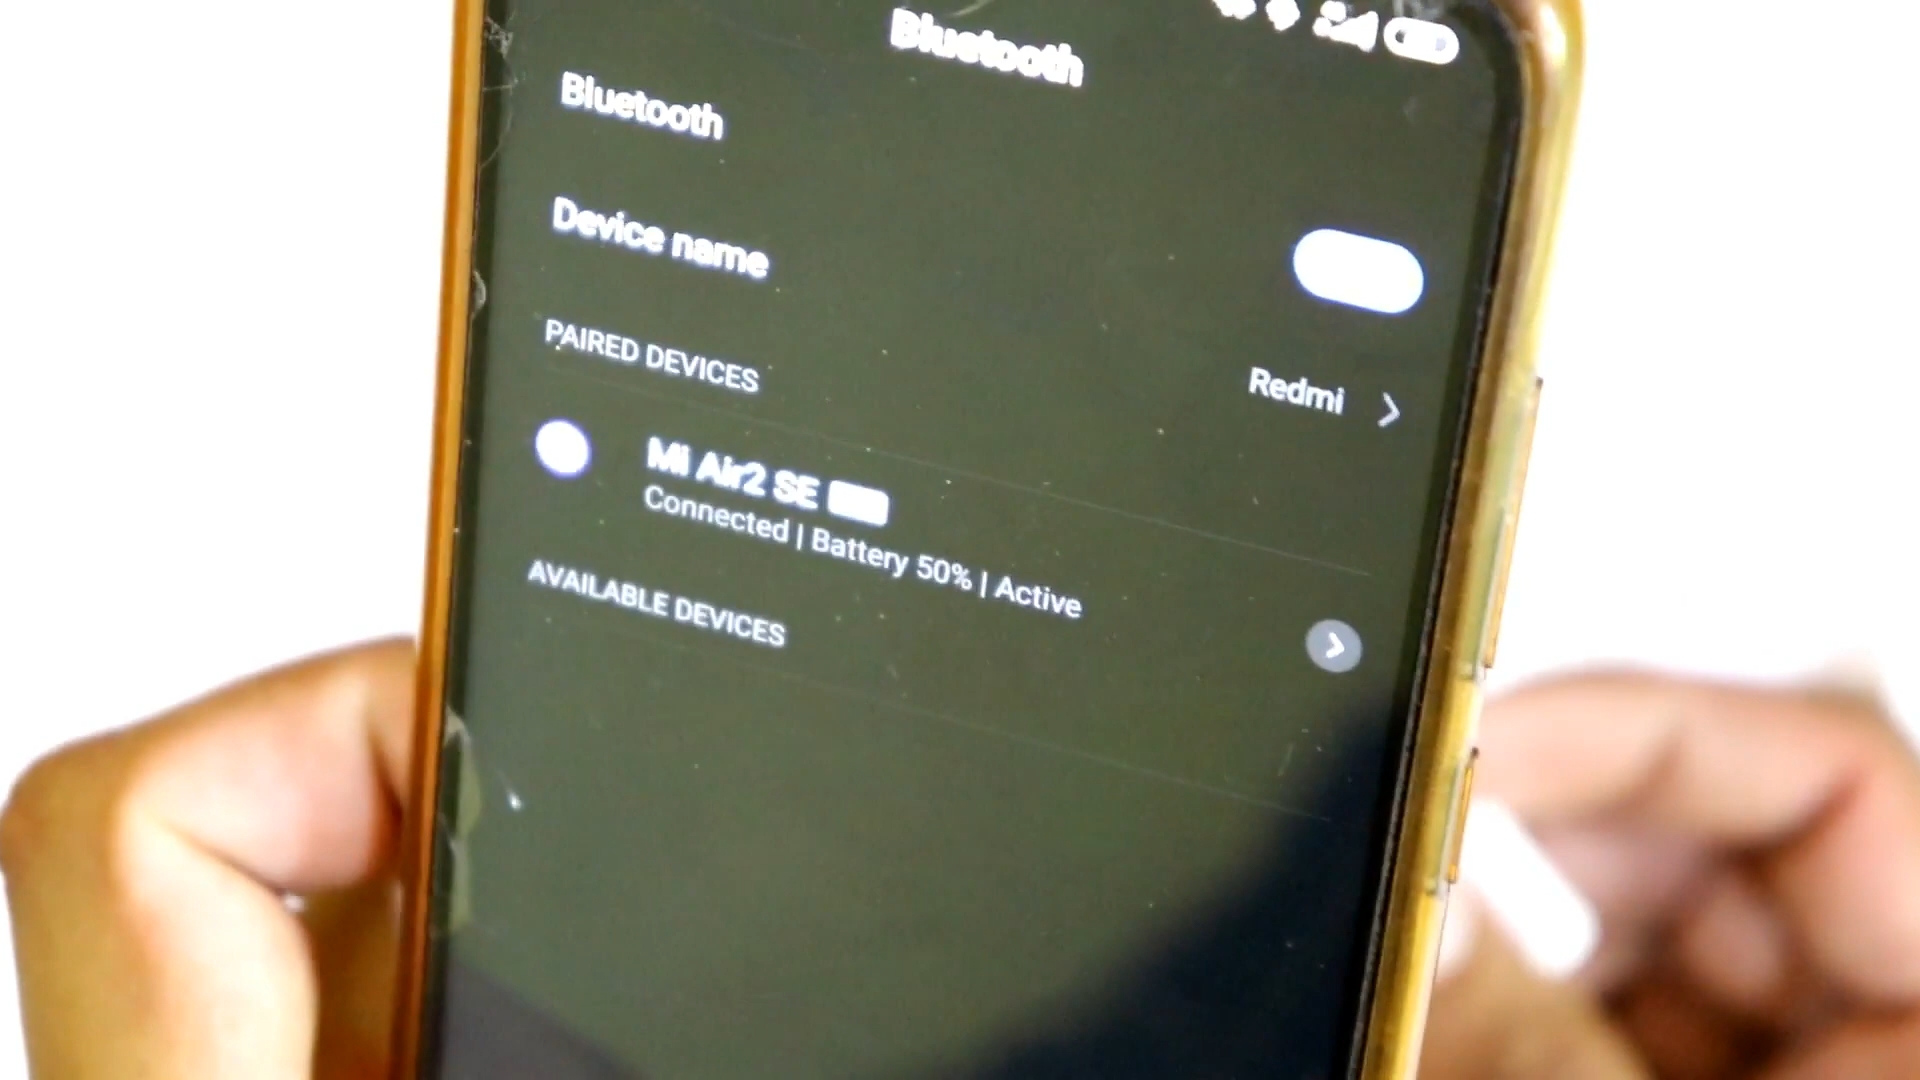 Bluetooth
Bluetooth
Device name
Redmi
PAIRED DEVICES
Mi Air2 SE
Connected | Battery 50% | Active
AVAILABLE DEVICES